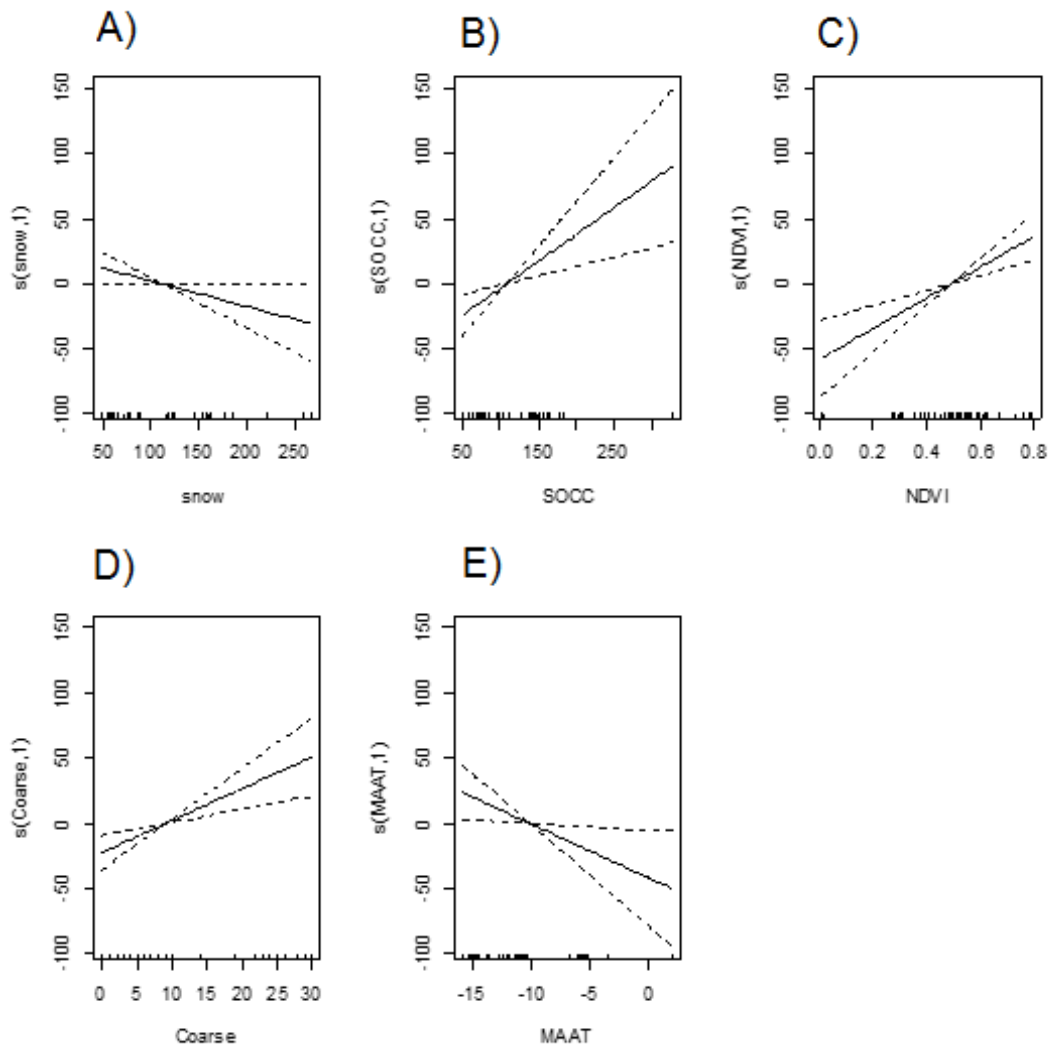 A)
B)
C)
s(snow,1)
-100 -50 0 50 100 150
50 100 150 200 250
snow
s(SOCC,1)
-100 -50 0 50 100 150
50 150 250
SOCC
s(NDVI,1)
-100 -50 0 50 100 150
0.0 0.2 0.4 0.6 0.8
NDVI
D)
E)
s(Coarse,1)
-100 -50 0 50 100 150
0 5 10 15 20 25 30
Coarse
s(MAAT,1)
-100 -50 0 50 100 150
-15 -10 -5 0
MAAT